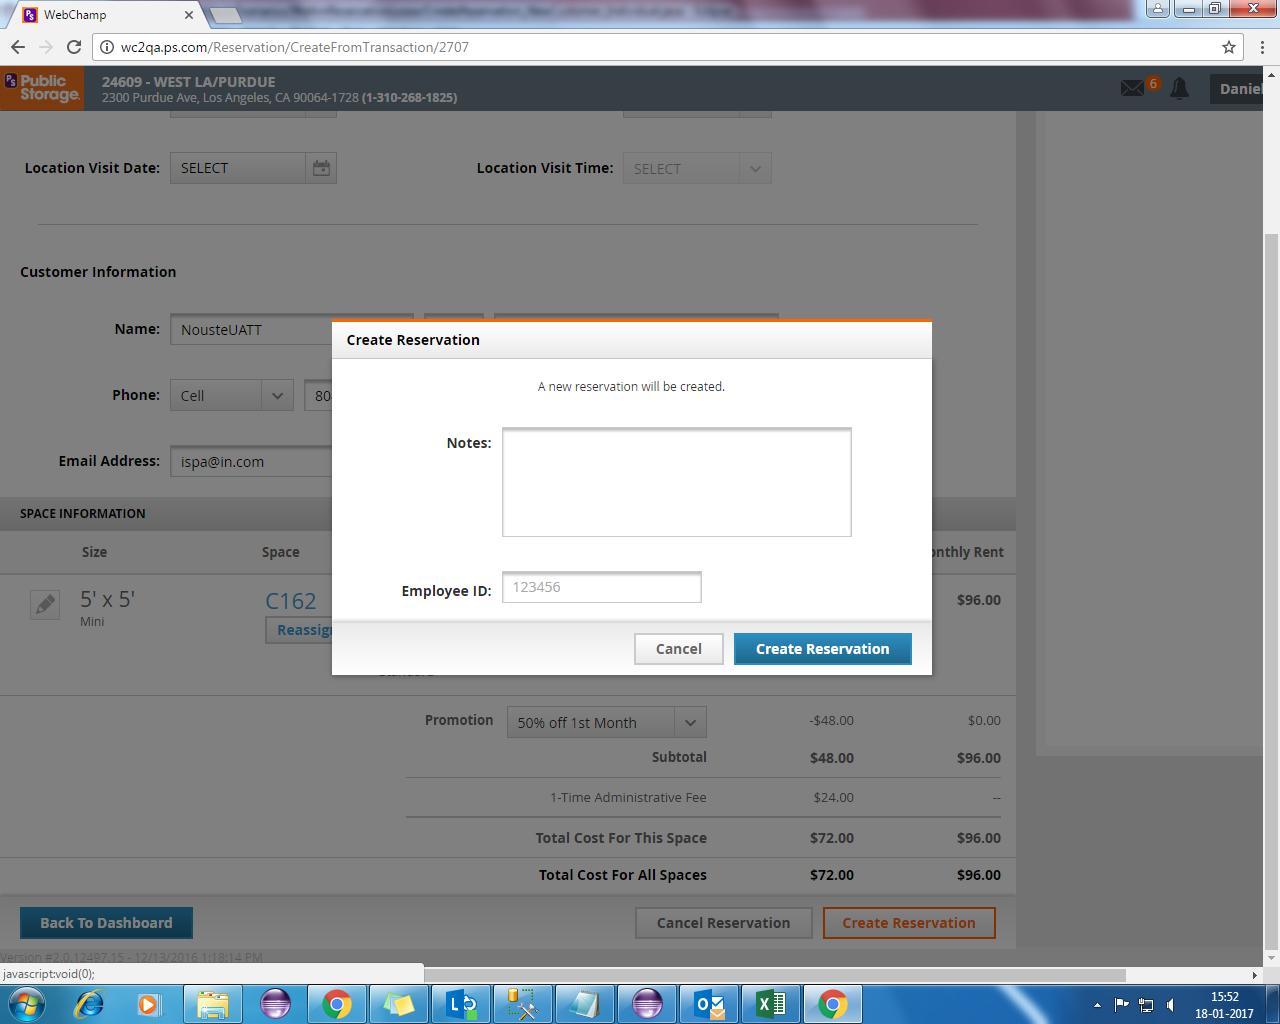 WebChamp
wc2qa.ps.com/Reservation/CreateFromTransaction/2707
Public Storage.
24609 - WEST LA/PURDUE
2300 Purdue Ave, Los Angeles, CA 90064-1728 (1-310-268-1825)
6
Daniel
Location Visit Date: SELECT
Location Visit Time: SELECT
Customer Information
Name: NousteUATT
Phone: Cell 80
Email Address: ispa@in.com
Create Reservation
A new reservation will be created.
Notes:
Employee ID: 123456
Cancel Create Reservation
SPACE INFORMATION
Size Space onthly Rent
5' x 5' C162 $96.00
Mini
Reassig
Promotion 50% off 1st Month -$48.00 $0.00
Subtotal $48.00 $96.00
1-Time Administrative Fee $24.00 --
Total Cost For This Space $72.00 $96.00
Total Cost For All Spaces $72.00 $96.00
Back To Dashboard Cancel Reservation Create Reservation
Version #2.0.12497.15 - 12/13/2016 1:18:14 PM
javascript:void(0);
15:52
18-01-2017